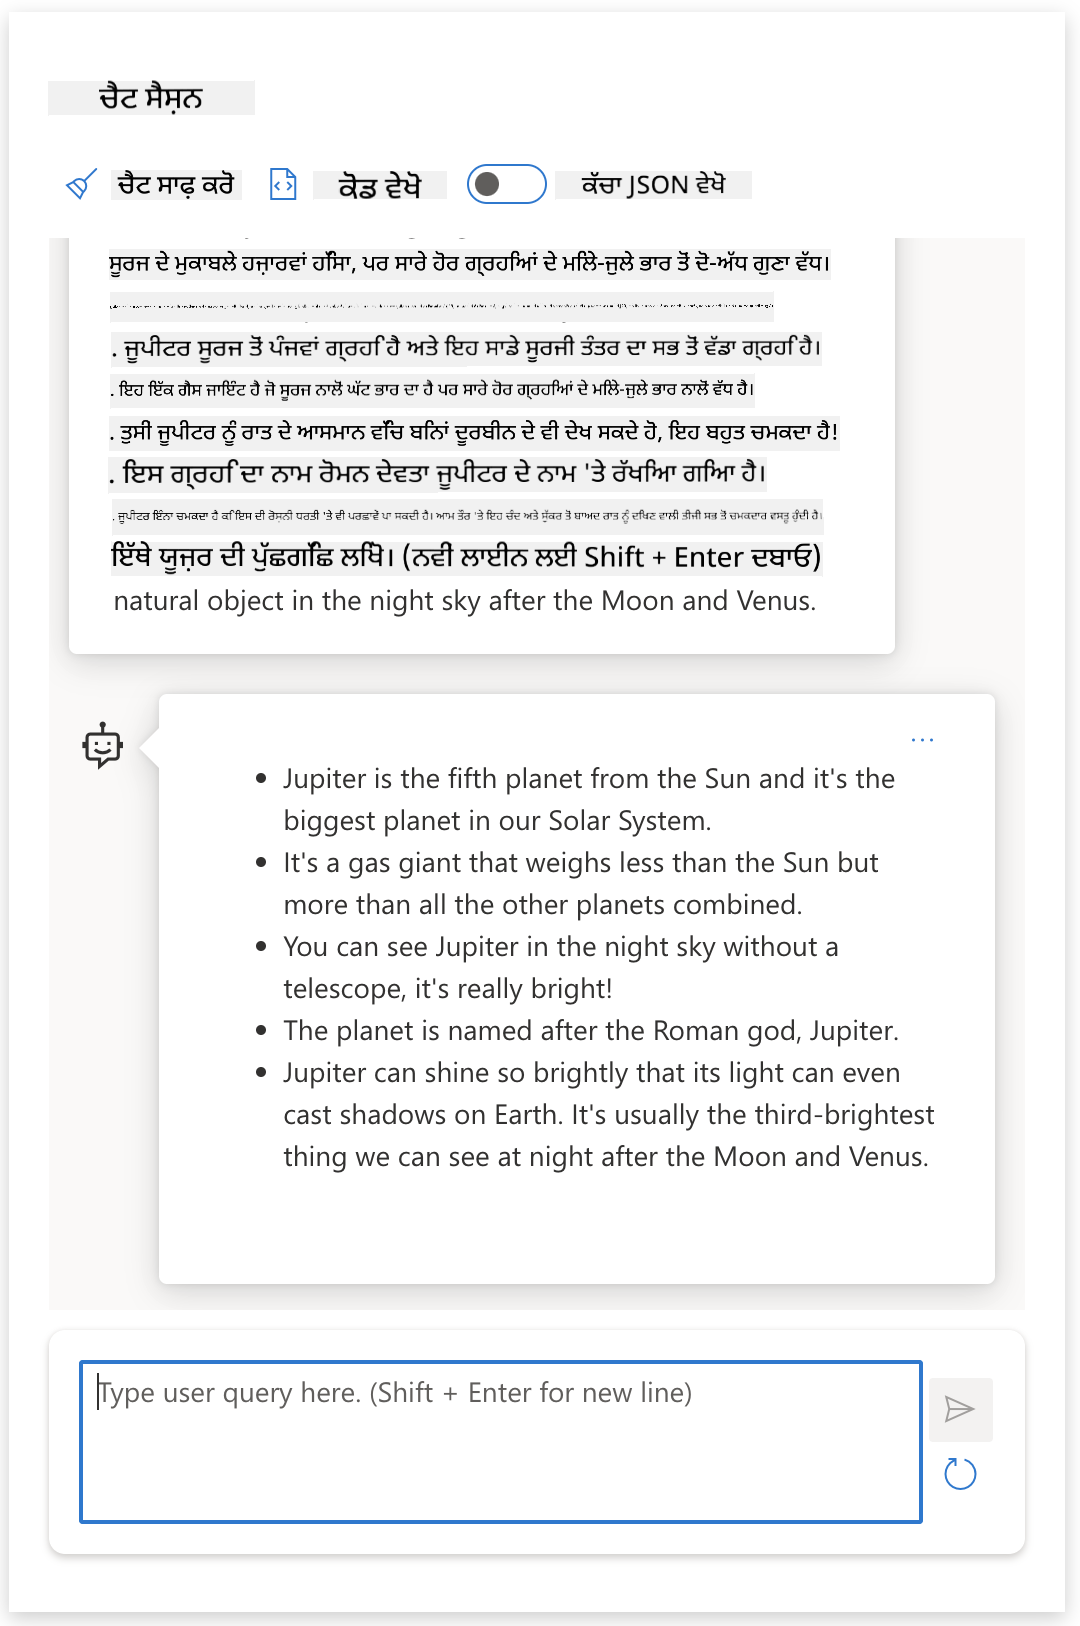 ਚੈਟ ਸੈਸ਼ਨ
ਚੈਟ ਸਾਫ਼ ਕਰੋ ਕੋਡ ਵੇਖੋ ਕੱਚਾ JSON ਵੇਖੋ
ਸੂਰਜ ਦੇ ਮੁਕਾਬਲੇ ਹਜ਼ਾਰਵਾਂ ਹਿੱਸਾ, ਪਰ ਸਾਰੇ ਹੋਰ ਗ੍ਰਹਿਆਂ ਦੇ ਮਿਲੇ-ਜੁਲੇ ਭਾਰ ਤੋਂ ਦੋ-ਅੱਧ ਗੁਣਾ ਵੱਧ।
. ਜੂਪੀਟਰ ਸੂਰਜ ਤੋਂ ਪੰਜਵਾਂ ਗ੍ਰਹਿ ਹੈ ਅਤੇ ਇਹ ਸਾਡੇ ਸੂਰਜੀ ਤੰਤਰ ਦਾ ਸਭ ਤੋਂ ਵੱਡਾ ਗ੍ਰਹਿ ਹੈ।
. ਇਹ ਇੱਕ ਗੈਸ ਜਾਇੰਟ ਹੈ ਜੋ ਸੂਰਜ ਨਾਲੋਂ ਘੱਟ ਭਾਰ ਦਾ ਹੈ ਪਰ ਸਾਰੇ ਹੋਰ ਗ੍ਰਹਿਆਂ ਦੇ ਮਿਲੇ-ਜੁਲੇ ਭਾਰ ਨਾਲੋਂ ਵੱਧ ਹੈ।
. ਤੁਸੀ ਜੂਪੀਟਰ ਨੂੰ ਰਾਤ ਦੇ ਆਸਮਾਨ ਵਿੱਚ ਬਿਨਾਂ ਦੂਰਬੀਨ ਦੇ ਵੀ ਦੇਖ ਸਕਦੇ ਹੋ, ਇਹ ਬਹੁਤ ਚਮਕਦਾ ਹੈ!
. ਇਸ ਗ੍ਰਹਿ ਦਾ ਨਾਮ ਰੋਮਨ ਦੇਵਤਾ ਜੂਪੀਟਰ ਦੇ ਨਾਮ 'ਤੇ ਰੱਖਿਆ ਗਿਆ ਹੈ।
. ਜੂਪੀਟਰ ਇੰਨਾ ਚਮਕਦਾ ਹੈ ਕਿ ਇਸ ਦੀ ਰੋਸ਼ਨੀ ਧਰਤੀ 'ਤੇ ਵੀ ਪਰਛਾਵੇਂ ਪਾ ਸਕਦੀ ਹੈ। ਆਮ ਤੌਰ 'ਤੇ ਇਹ ਚੰਦ ਅਤੇ ਸ਼ੁੱਕਰ ਤੋਂ ਬਾਅਦ ਰਾਤ ਨੂੰ ਦਖਿਣ ਵਾਲੀ ਤੀਜੀ ਸਭ ਤੋਂ ਚਮਕਦਾਰ ਵਸਤੂ ਹੁੰਦੀ ਹੈ।
ਇੱਥੇ ਯੂਜ਼ਰ ਦੀ ਪੁੱਛਗਿੱਛ ਲਿਖੋ। (ਨਵੀਂ ਲਾਈਨ ਲਈ Shift + Enter ਦਬਾਓ)
natural object in the night sky after the Moon and Venus.
Jupiter is the fifth planet from the Sun and it's the
biggest planet in our Solar System.
It's a gas giant that weighs less than the Sun but
more than all the other planets combined.
You can see Jupiter in the night sky without a
telescope, it's really bright!
The planet is named after the Roman god, Jupiter.
Jupiter can shine so brightly that its light can even
cast shadows on Earth. It's usually the third-brightest
thing we can see at night after the Moon and Venus.
Type user query here. (Shift + Enter for new line)